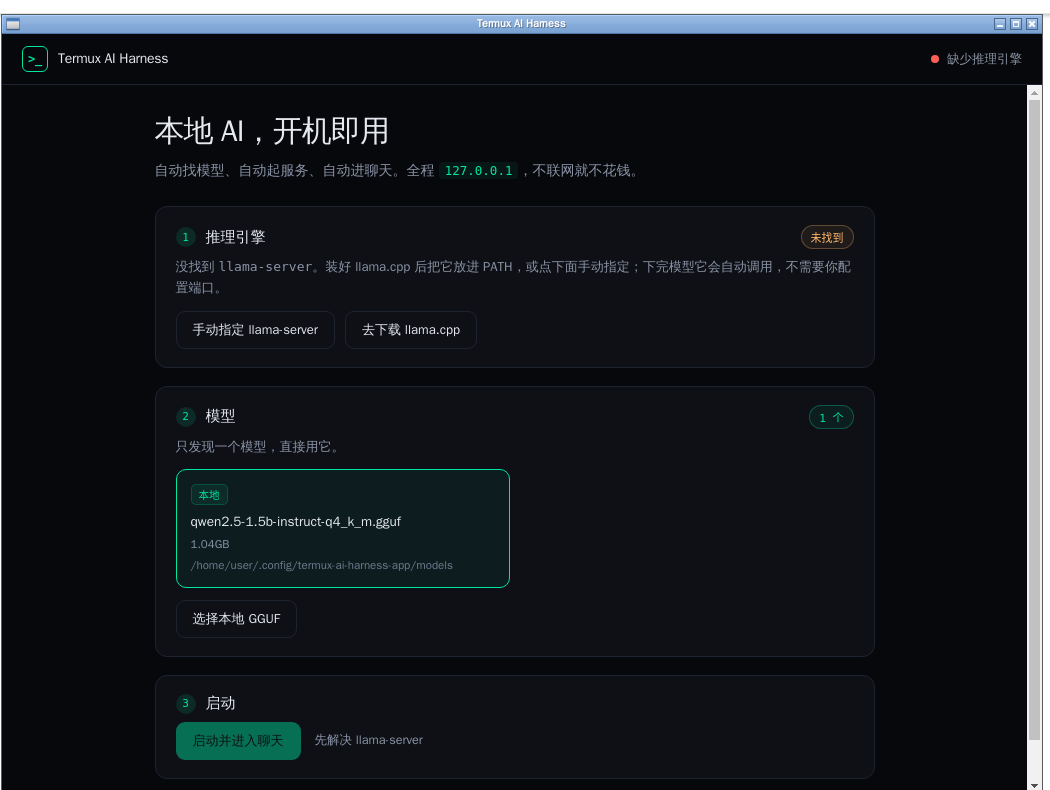 Termux AI Harness
>_ Termux AI Harness
缺少推理引擎
本地 AI，开机即用
自动找模型、自动起服务、自动进聊天。全程 127.0.0.1，不联网就不花钱。
1 推理引擎
未找到
没找到 llama-server。装好 llama.cpp 后把它放进 PATH，或点下面手动指定；下完模型它会自动调用，不需要你配
置端口。
手动指定 llama-server
去下载 llama.cpp
2 模型
1 个
只发现一个模型，直接用它。
本地
qwen2.5-1.5b-instruct-q4_k_m.gguf
1.04GB
/home/user/.config/termux-ai-harness-app/models
选择本地 GGUF
3 启动
启动并进入聊天
先解决 llama-server